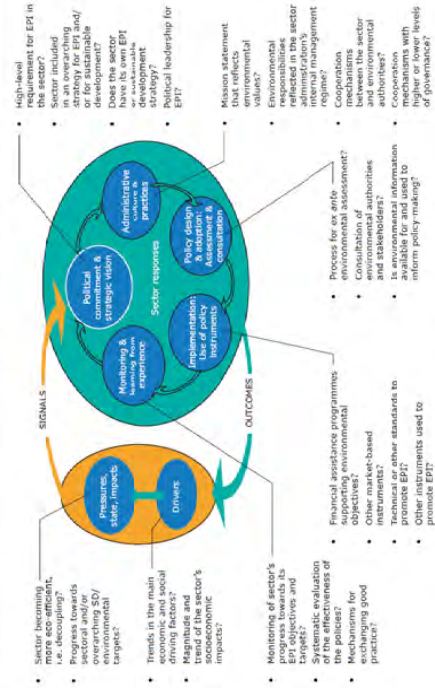 • Sector becoming
more eco-efficient,
i.e. decoupling?
• Progress towards
sectoral and/or
overarching SD/
environmental
targets?
• Trends in the main
economic and social
driving factors?
• Magnitude and
trend of the sector's
socioeconomic
impacts?
SIGNALS
Pressures,
state, impacts
Drivers
OUTCOMES
Sector responses
Political
commitment &
strategic vision
Administrative
culture &
practices
Policy design
& adoption:
Assessment &
consultation
Implementation:
Use of policy
instruments
Monitoring &
learning from
experience
• High-level
requirement for EPI in
the sector?
• Sector included
in an overarching
strategy for EPI and/
or for sustainable
development?
• Does the sector
have its own EPI
or sustainable
development
strategy?
• Political leadership for
EPI?
• Mission statement
that reflects
environmental
values?
• Environmental
responsibilities
reflected in the sector
administration's
internal management
regime?
• Cooperation
mechanisms
between the sector
and environmental
authorities?
• Cooperation
mechanisms with
higher or lower levels
of governance?
• Monitoring of sector's
progress towards its
EPI objectives and
targets?
• Systematic evaluation
of the effectiveness of
the policies?
• Mechanisms for
exchanging good
practice?
• Financial assistance programmes
supporting environmental
objectives?
• Other market-based
instruments?
• Technical or other standards to
promote EPI?
• Other instruments used to
promote EPI?
• Process for ex ante
environmental assessment?
• Consultation of
environmental authorities
and stakeholders?
• Is environmental information
available for and used to
inform policy-making?